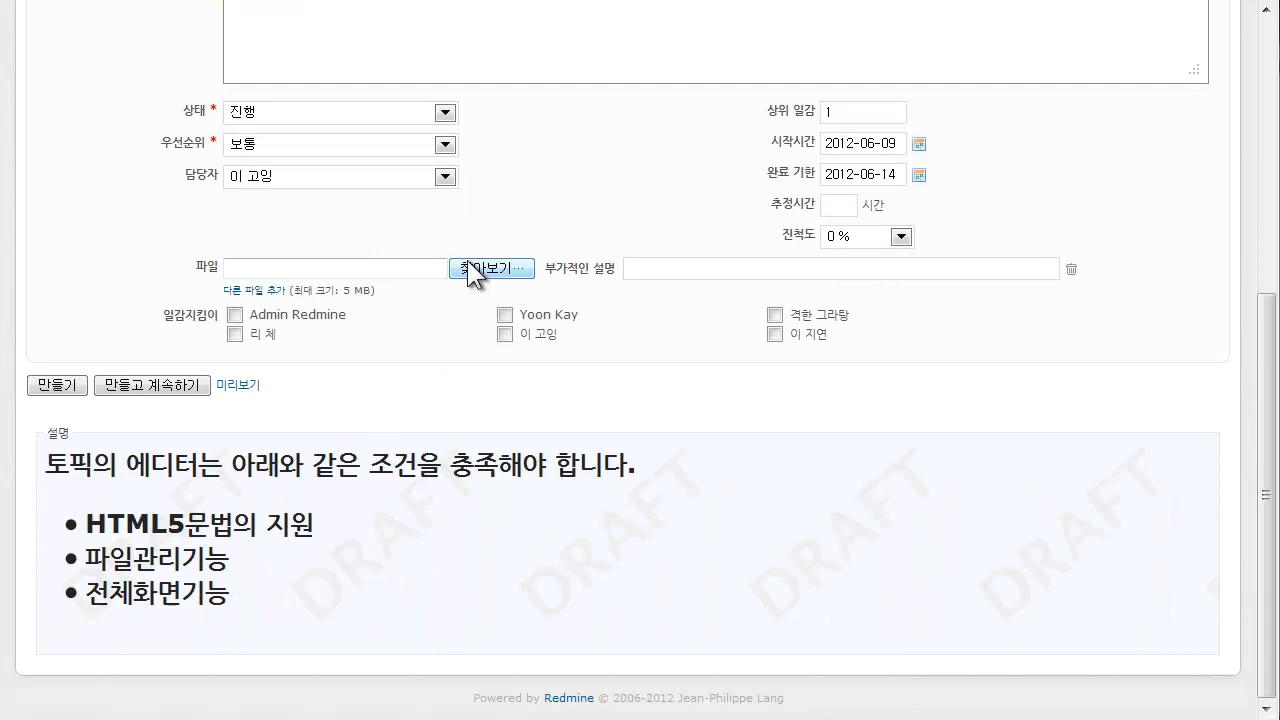 상태 * 진행 상위 일감 1
우선순위 * 보통 시작시간 2012-06-09
담당자 이 고잉 완료 기한 2012-06-14
추정시간 시간
진척도 0 %
파일 찾아보기... 부가적인 설명
다른 파일 추가 (최대 크기: 5 MB)
일감지킴이 Admin Redmine Yoon Kay 격한 그라탕
리 체 이 고잉 이 지연
만들기 만들고 계속하기 미리보기
설명
토픽의 에디터는 아래와 같은 조건을 충족해야 합니다.
• HTML5문법의 지원
• 파일관리기능
• 전체화면기능
DRAFT DRAFT DRAFT DRAFT DRAFT
Powered by Redmine © 2006-2012 Jean-Philippe Lang